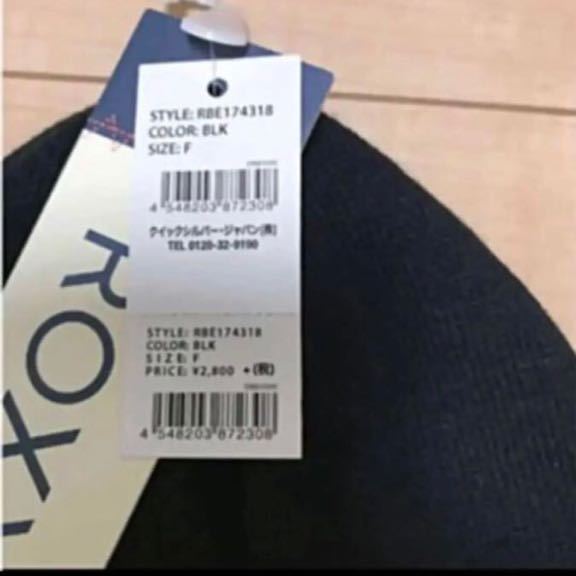 STYLE: RBE174318
COLOR: BLK
SIZE: F
4 548203 872308
クイックシルバー・ジャパン(株)
TEL 0120-32-9190
STYLE: RBE174318
COLOR: BLK
SIZE: F
PRICE: ¥2,800 +(税)
4 548203 872308
ROXY